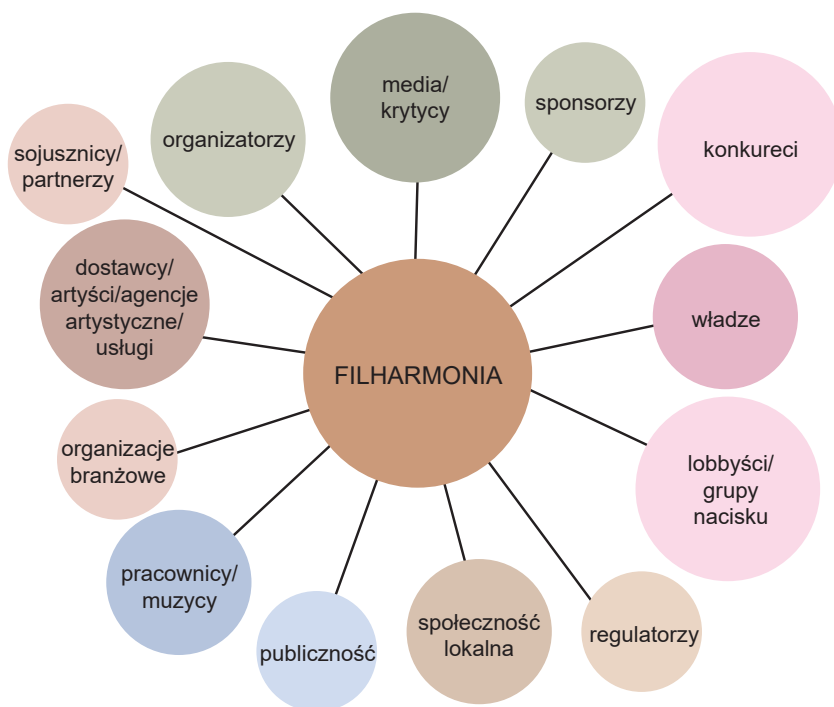 media/
krytycy
sponsorzy
organizatorzy
konkureci
sojusznicy/
partnerzy
dostawcy/
artyści/agencje
artystyczne/
usługi
władze
FILHARMONIA
organizacje
branżowe
lobbyści/
grupy
nacisku
pracownicy/
muzycy
publiczność
społeczność
lokalna
regulatorzy